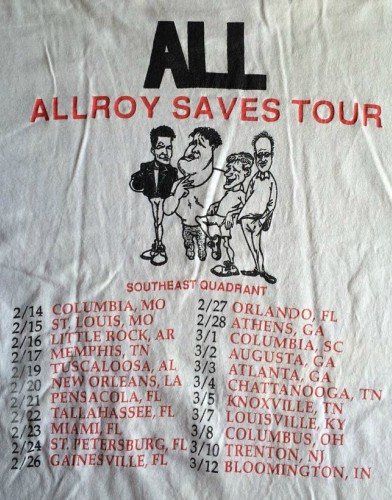 ALL
ALLROY SAVES TOUR
SOUTHEAST QUADRANT
2/14 COLUMBIA, MO
2/15 ST. LOUIS, MO
2/16 LITTLE ROCK, AR
2/17 MEMPHIS, TN
2/19 TUSCALOOSA, AL
2/20 NEW ORLEANS, LA
2/21 PENSACOLA, FL
2/22 TALLAHASSEE, FL
2/23 MIAMI, FL
2/24 ST. PETERSBURG, FL
2/26 GAINESVILLE, FL
2/27 ORLANDO, FL
2/28 ATHENS, GA
3/1 COLUMBIA, SC
3/2 AUGUSTA, GA
3/3 ATLANTA, GA
3/4 CHATTANOOGA, TN
3/5 KNOXVILLE, TN
3/7 LOUISVILLE, KY
3/8 COLUMBUS, OH
3/10 TRENTON, NJ
3/12 BLOOMINGTON, IN